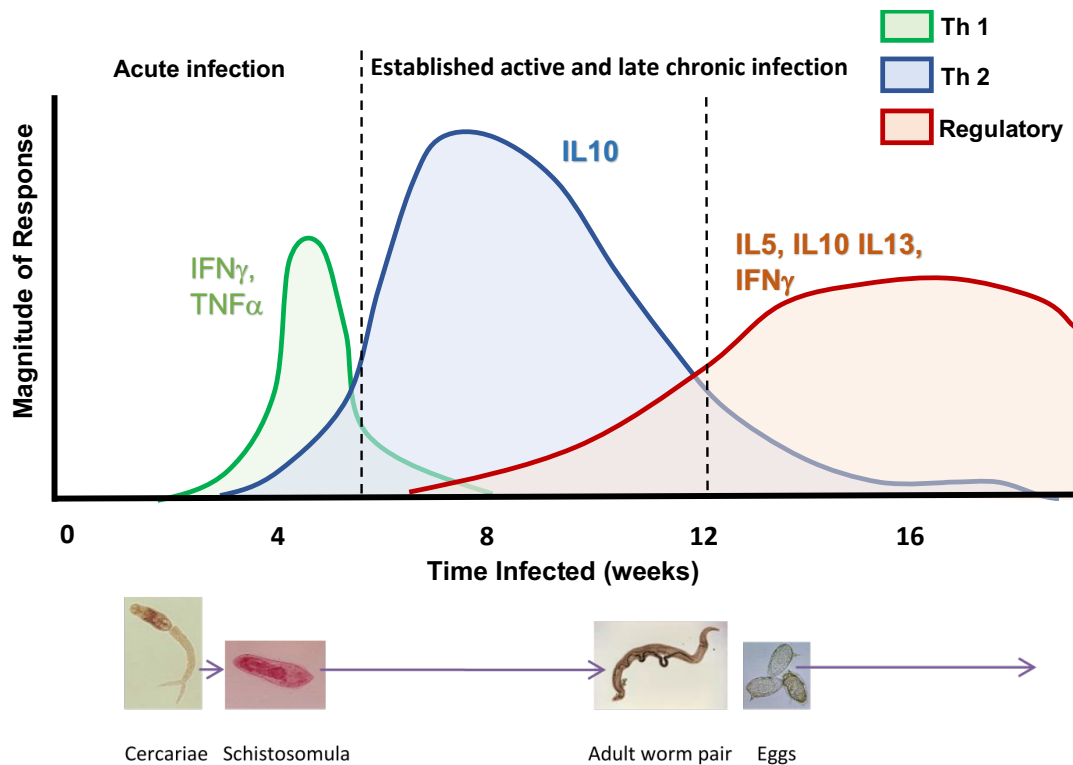 Th 1
Th 2
Regulatory
Acute infection
Established active and late chronic infection
Magnitude of Response
IFNγ,
TNFα
IL10
IL5, IL10 IL13,
IFNγ
0 4 8 12 16
Time Infected (weeks)
Cercariae Schistosomula Adult worm pair Eggs